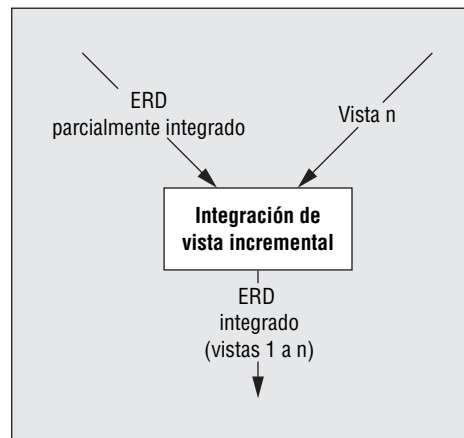 ERD
parcialmente integrado
Vista n
Integración de
vista incremental
ERD
integrado
(vistas 1 a n)